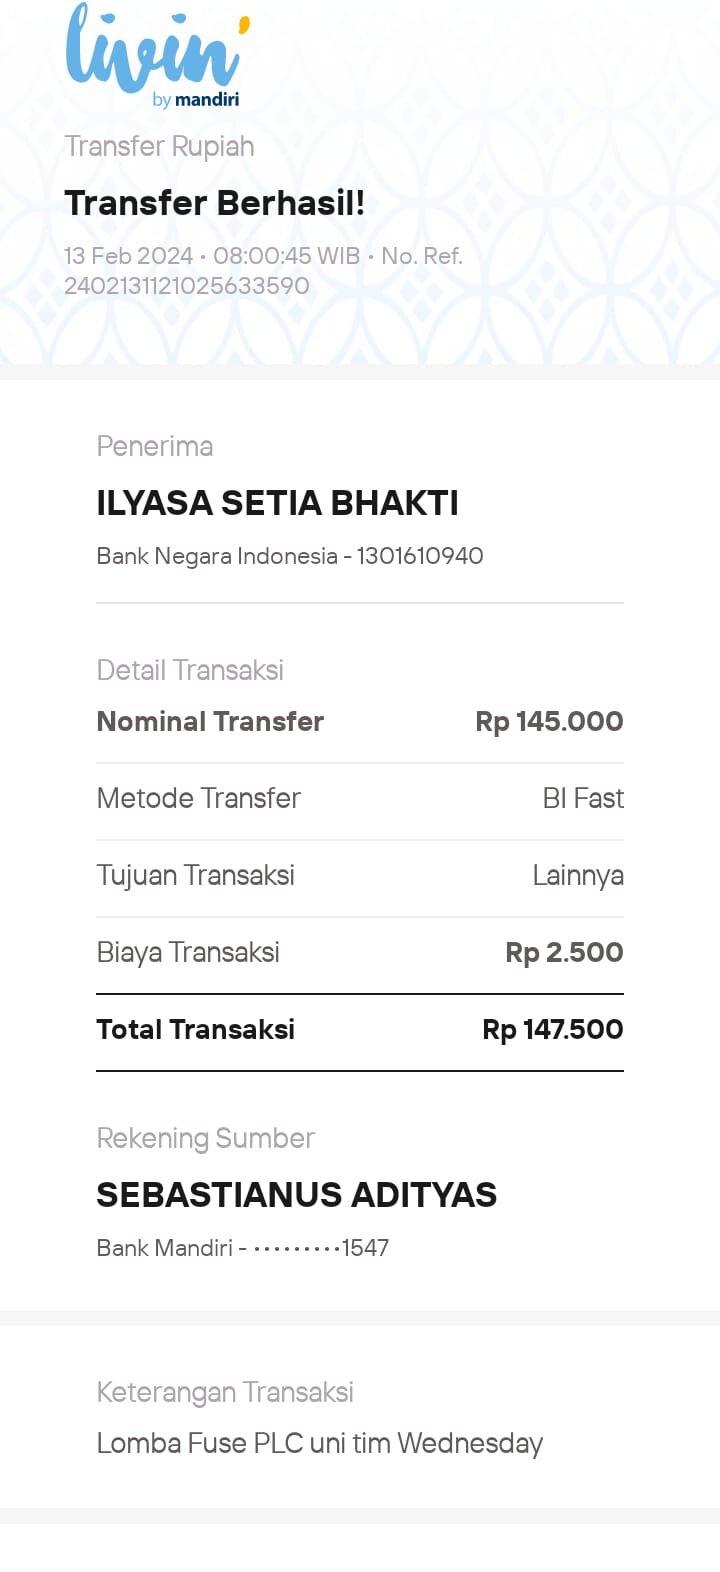 livin'
by mandiri
Transfer Rupiah
Transfer Berhasil!
13 Feb 2024 • 08:00:45 WIB • No. Ref.
2402131121025633590
Penerima
ILYASA SETIA BHAKTI
Bank Negara Indonesia - 1301610940
Detail Transaksi
Nominal Transfer Rp 145.000
Metode Transfer BI Fast
Tujuan Transaksi Lainnya
Biaya Transaksi Rp 2.500
Total Transaksi Rp 147.500
Rekening Sumber
SEBASTIANUS ADITYAS
Bank Mandiri - •••••••••1547
Keterangan Transaksi
Lomba Fuse PLC uni tim Wednesday